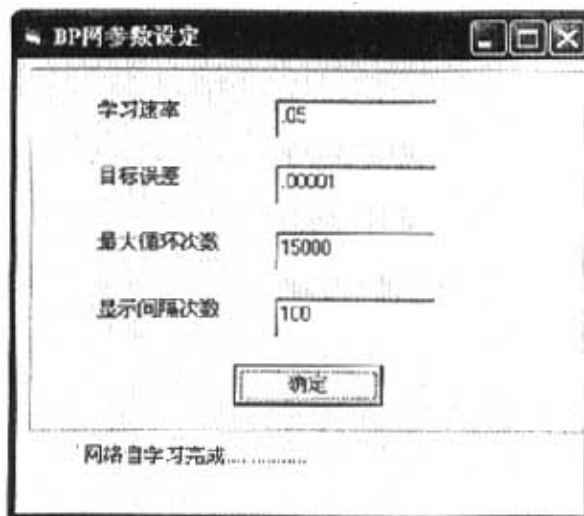 BP网参数设定
学习速率 .05
目标误差 .00001
最大循环次数 15000
显示间隔次数 100
确定
网络自学习完成...............